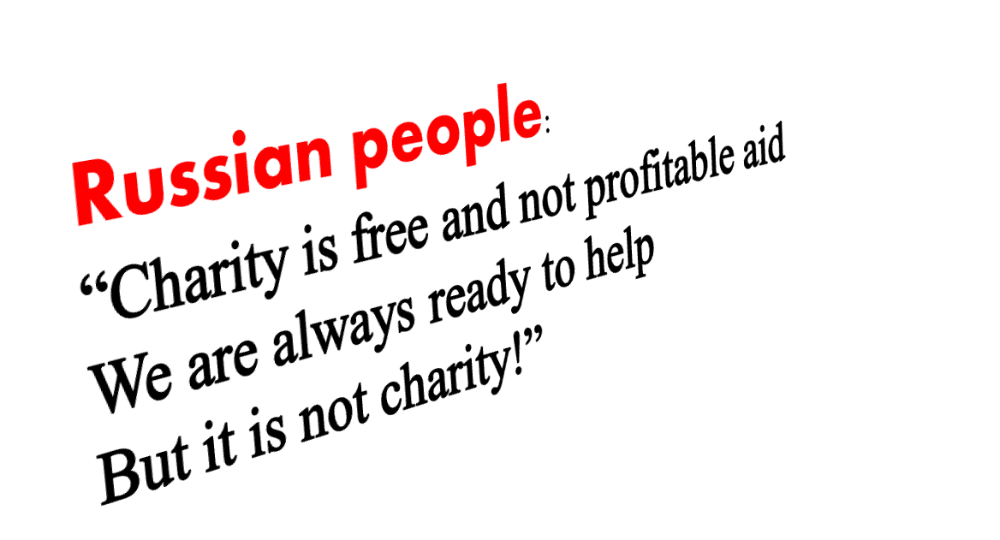 Russian people:
“Charity is free and not profitable aid
We are always ready to help
But it is not charity!”